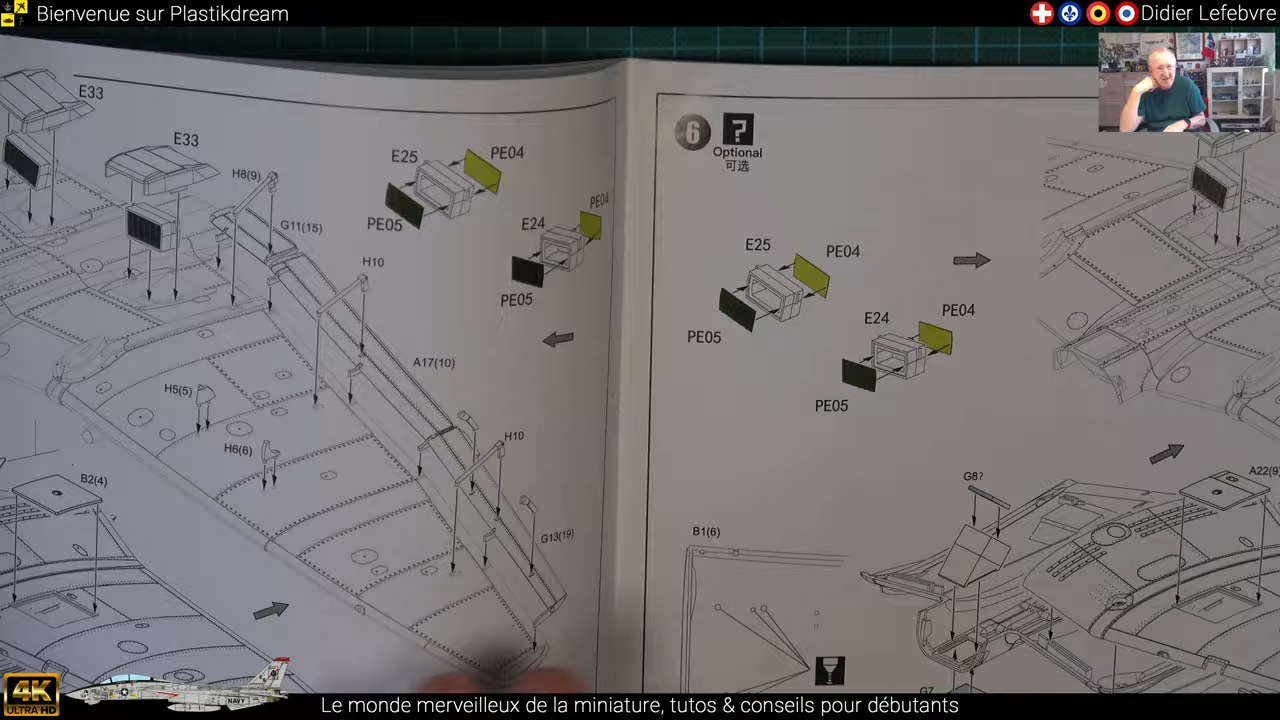 Bienvenue sur Plastikdream
Didier Lefebvre
E33
E33
H8(9)
G11(15)
E25
PE04
PE05
E24
PE04
PE05
H10
A17(10)
H5(5)
H6(6)
H10
B2(4)
G13(19)
6
?
Optional
可选
E25
PE04
PE05
E24
PE04
PE05
G8?
A22(9)
B1(6)
G7
4K
ULTRA HD
NAVY
Le monde merveilleux de la miniature, tutos & conseils pour débutants